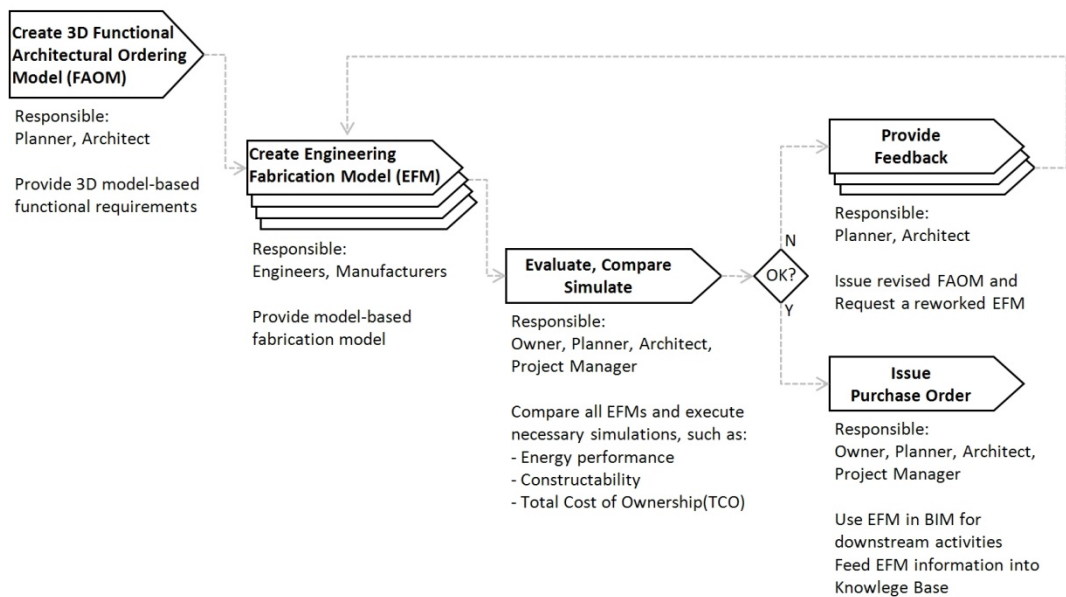 Create 3D Functional
Architectural Ordering
Model (FAOM)
Responsible:
Planner, Architect
Provide 3D model-based
functional requirements
Create Engineering
Fabrication Model (EFM)
Responsible:
Engineers, Manufacturers
Provide model-based
fabrication model
Evaluate, Compare
Simulate
Responsible:
Owner, Planner, Architect,
Project Manager
Compare all EFMs and execute
necessary simulations, such as:
- Energy performance
- Constructability
- Total Cost of Ownership(TCO)
OK?
N
Y
Provide
Feedback
Responsible:
Planner, Architect
Issue revised FAOM and
Request a reworked EFM
Issue
Purchase Order
Responsible:
Owner, Planner, Architect,
Project Manager
Use EFM in BIM for
downstream activities
Feed EFM information into
Knowlege Base